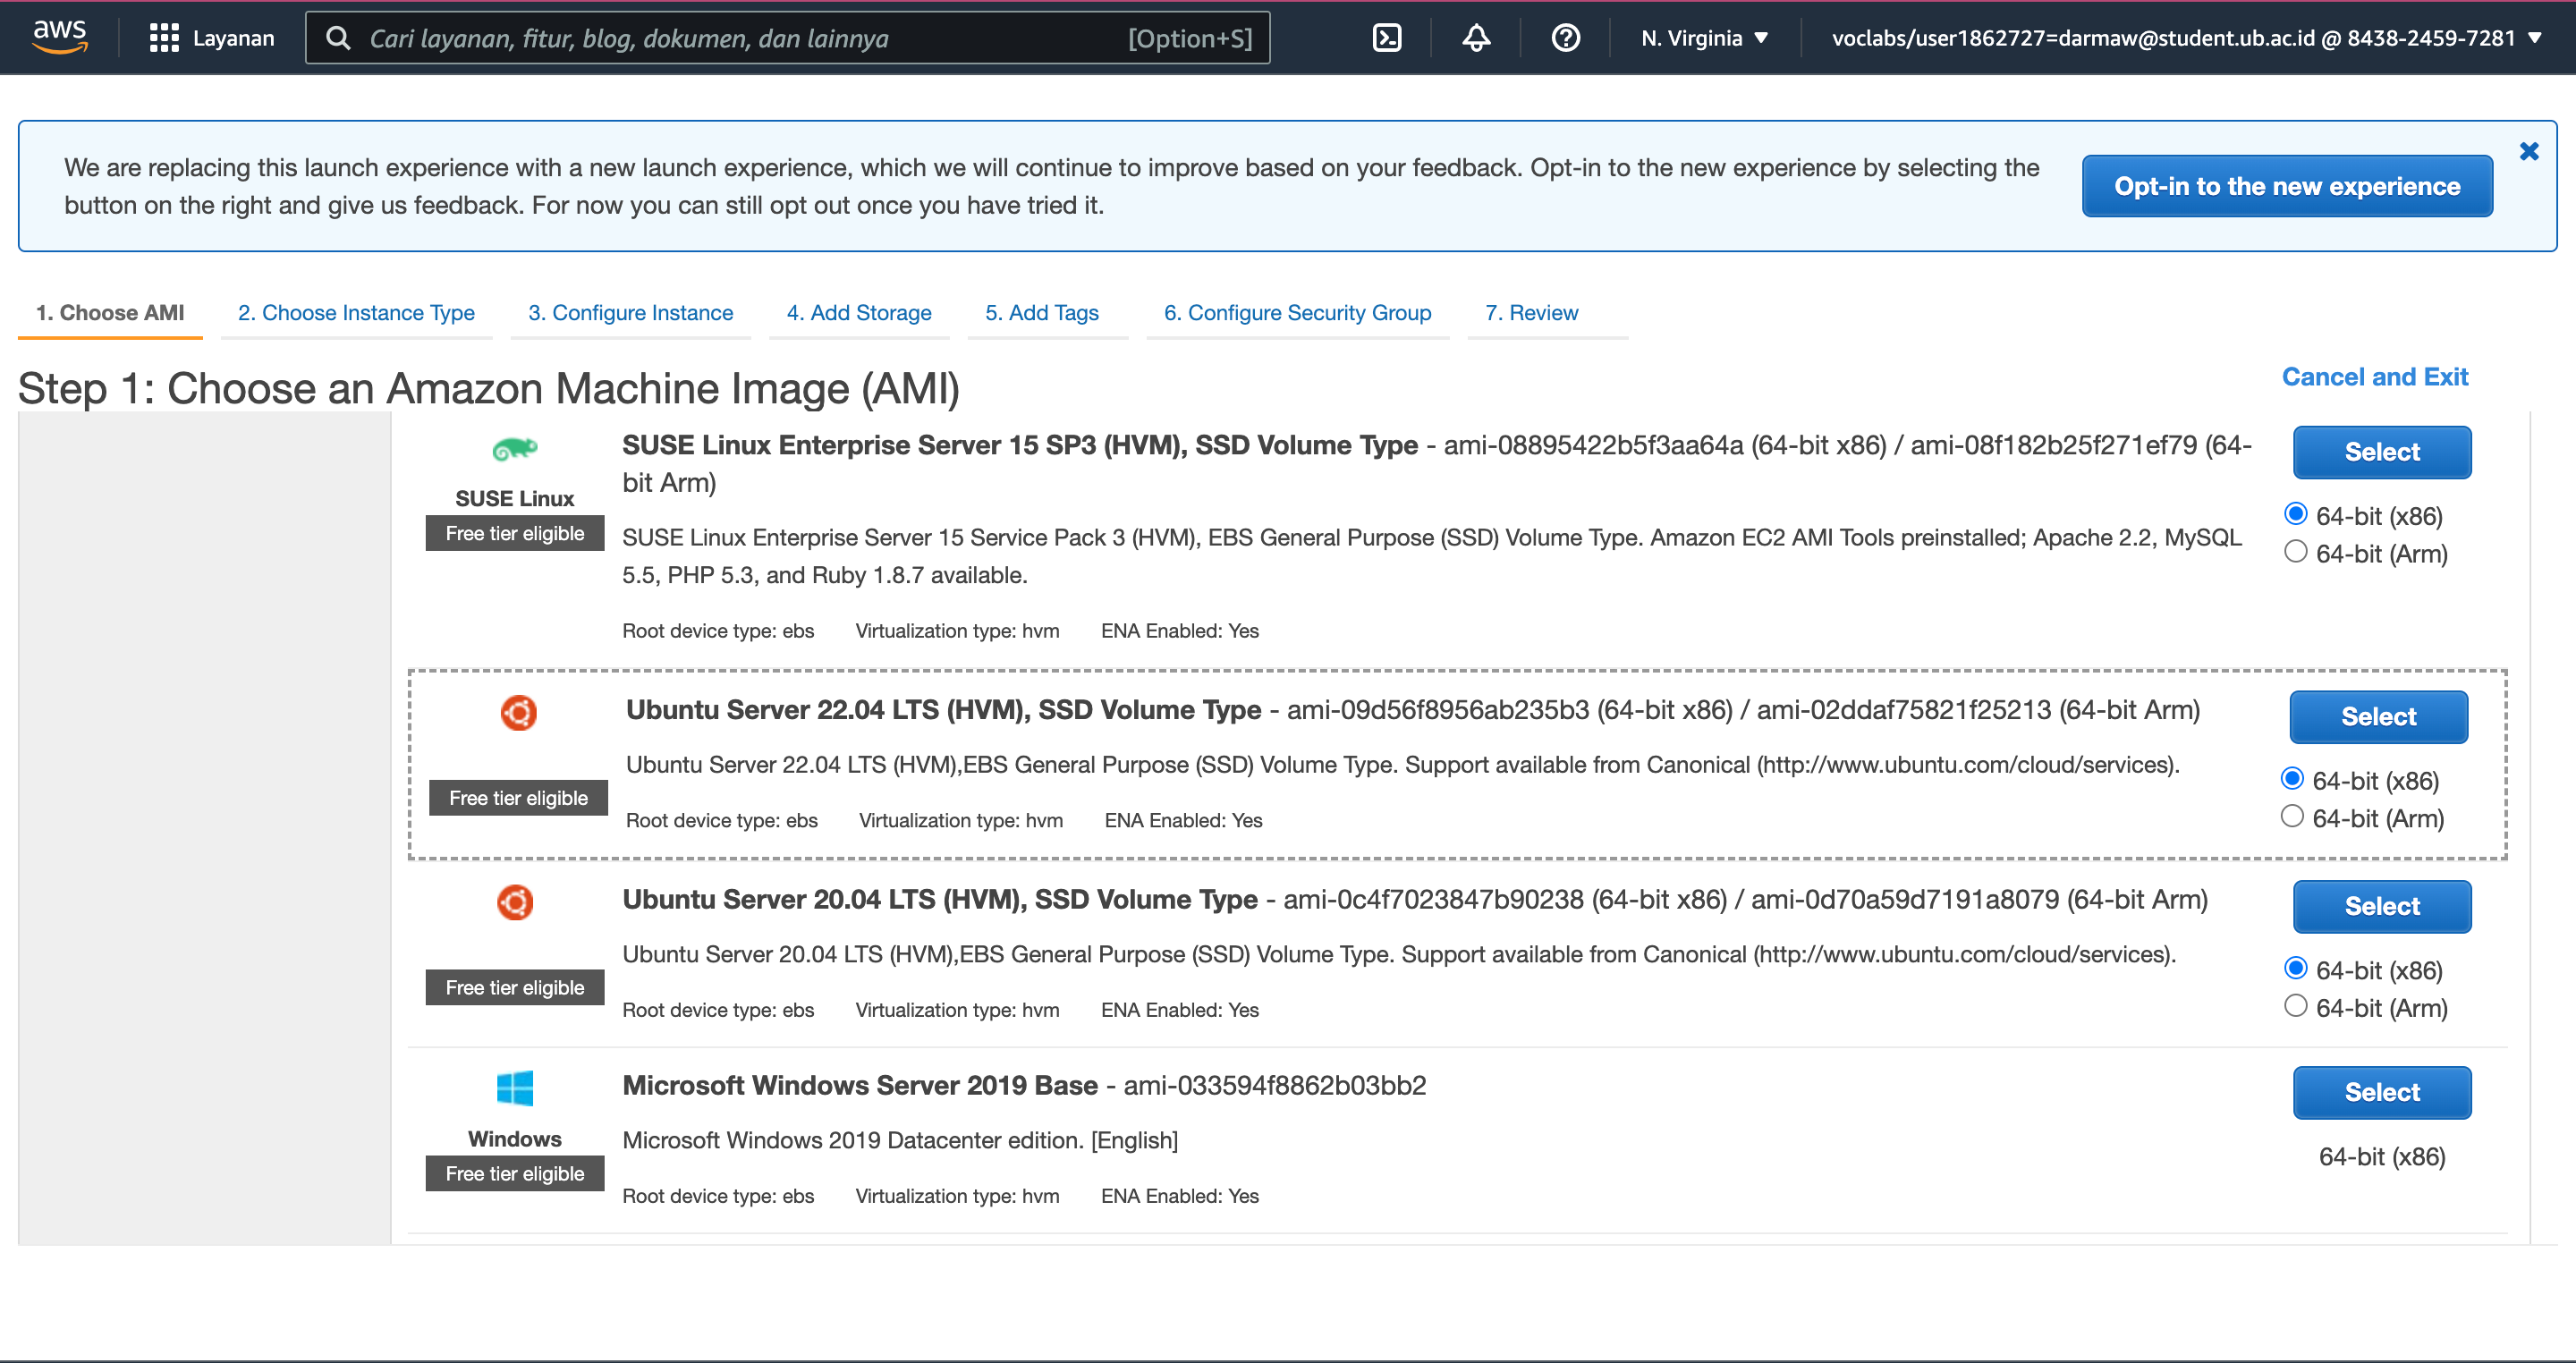 aws
Layanan
Cari layanan, fitur, blog, dokumen, dan lainnya
[Option+S]
N. Virginia
voclabs/user1862727=darmaw@student.ub.ac.id @ 8438-2459-7281
We are replacing this launch experience with a new launch experience, which we will continue to improve based on your feedback. Opt-in to the new experience by selecting the
button on the right and give us feedback. For now you can still opt out once you have tried it.
Opt-in to the new experience
1. Choose AMI
2. Choose Instance Type
3. Configure Instance
4. Add Storage
5. Add Tags
6. Configure Security Group
7. Review
Step 1: Choose an Amazon Machine Image (AMI)
Cancel and Exit
SUSE Linux
Free tier eligible
SUSE Linux Enterprise Server 15 SP3 (HVM), SSD Volume Type - ami-08895422b5f3aa64a (64-bit x86) / ami-08f182b25f271ef79 (64-
bit Arm)
SUSE Linux Enterprise Server 15 Service Pack 3 (HVM), EBS General Purpose (SSD) Volume Type. Amazon EC2 AMI Tools preinstalled; Apache 2.2, MySQL
5.5, PHP 5.3, and Ruby 1.8.7 available.
Root device type: ebs
Virtualization type: hvm
ENA Enabled: Yes
Select
64-bit (x86)
64-bit (Arm)
Free tier eligible
Ubuntu Server 22.04 LTS (HVM), SSD Volume Type - ami-09d56f8956ab235b3 (64-bit x86) / ami-02ddaf75821f25213 (64-bit Arm)
Ubuntu Server 22.04 LTS (HVM),EBS General Purpose (SSD) Volume Type. Support available from Canonical (http://www.ubuntu.com/cloud/services).
Root device type: ebs
Virtualization type: hvm
ENA Enabled: Yes
Select
64-bit (x86)
64-bit (Arm)
Free tier eligible
Ubuntu Server 20.04 LTS (HVM), SSD Volume Type - ami-0c4f7023847b90238 (64-bit x86) / ami-0d70a59d7191a8079 (64-bit Arm)
Ubuntu Server 20.04 LTS (HVM),EBS General Purpose (SSD) Volume Type. Support available from Canonical (http://www.ubuntu.com/cloud/services).
Root device type: ebs
Virtualization type: hvm
ENA Enabled: Yes
Select
64-bit (x86)
64-bit (Arm)
Windows
Free tier eligible
Microsoft Windows Server 2019 Base - ami-033594f8862b03bb2
Microsoft Windows 2019 Datacenter edition. [English]
Root device type: ebs
Virtualization type: hvm
ENA Enabled: Yes
Select
64-bit (x86)